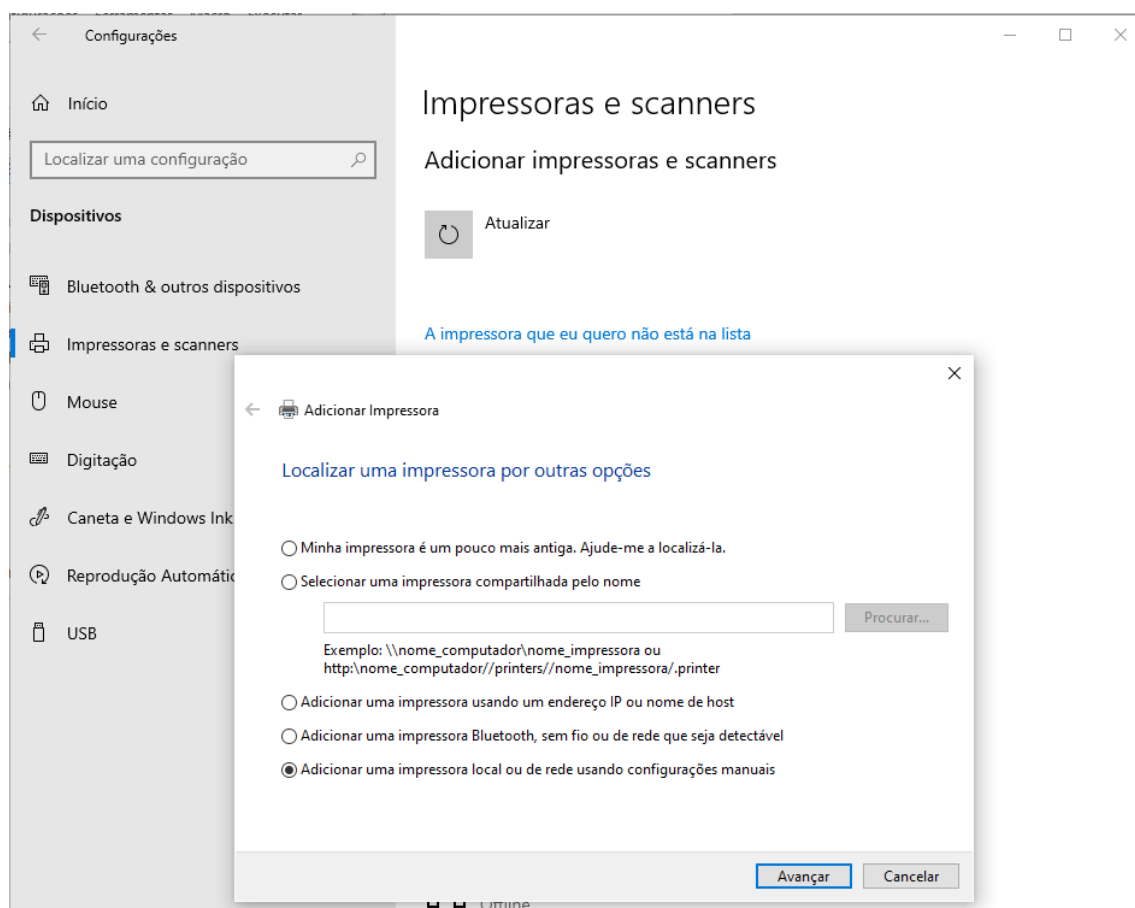 Configurações
Início
Localizar uma configuração
Dispositivos
Bluetooth & outros dispositivos
Impressoras e scanners
Mouse
Digitação
Caneta e Windows Ink
Reprodução Automátic
USB
Impressoras e scanners
Adicionar impressoras e scanners
Atualizar
A impressora que eu quero não está na lista
Adicionar Impressora
Localizar uma impressora por outras opções
Minha impressora é um pouco mais antiga. Ajude-me a localizá-la.
Selecionar uma impressora compartilhada pelo nome
Procurar...
Exemplo: \\nome_computador\nome_impressora ou
http:\nome_computador//printers//nome_impressora/.printer
Adicionar uma impressora usando um endereço IP ou nome de host
Adicionar uma impressora Bluetooth, sem fio ou de rede que seja detectável
Adicionar uma impressora local ou de rede usando configurações manuais
Avançar
Cancelar
Offline